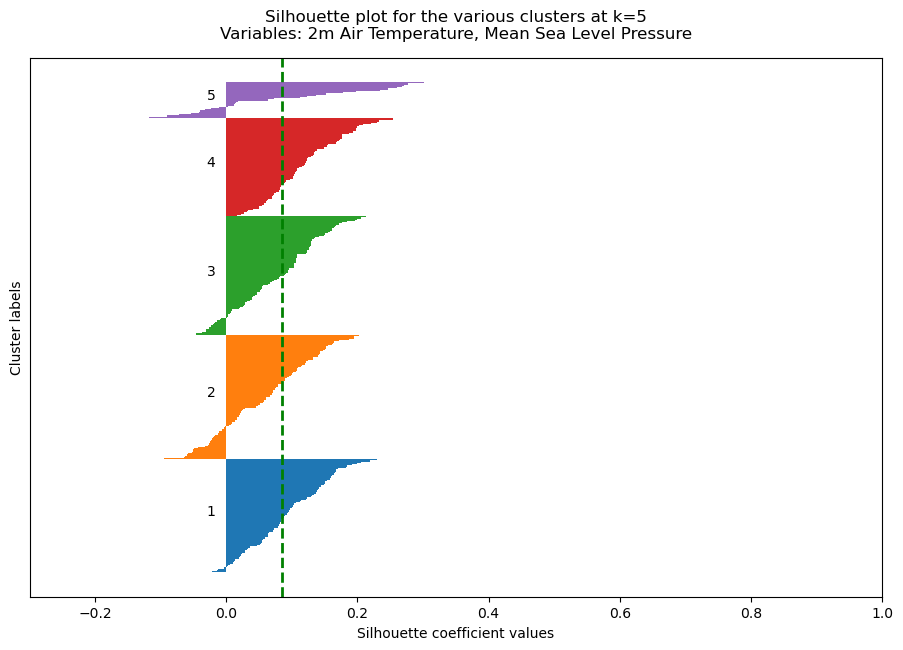 Silhouette plot for the various clusters at k=5
Variables: 2m Air Temperature, Mean Sea Level Pressure
5
4
3
2
1
Cluster labels
−0.2 0.0 0.2 0.4 0.6 0.8 1.0
Silhouette coefficient values